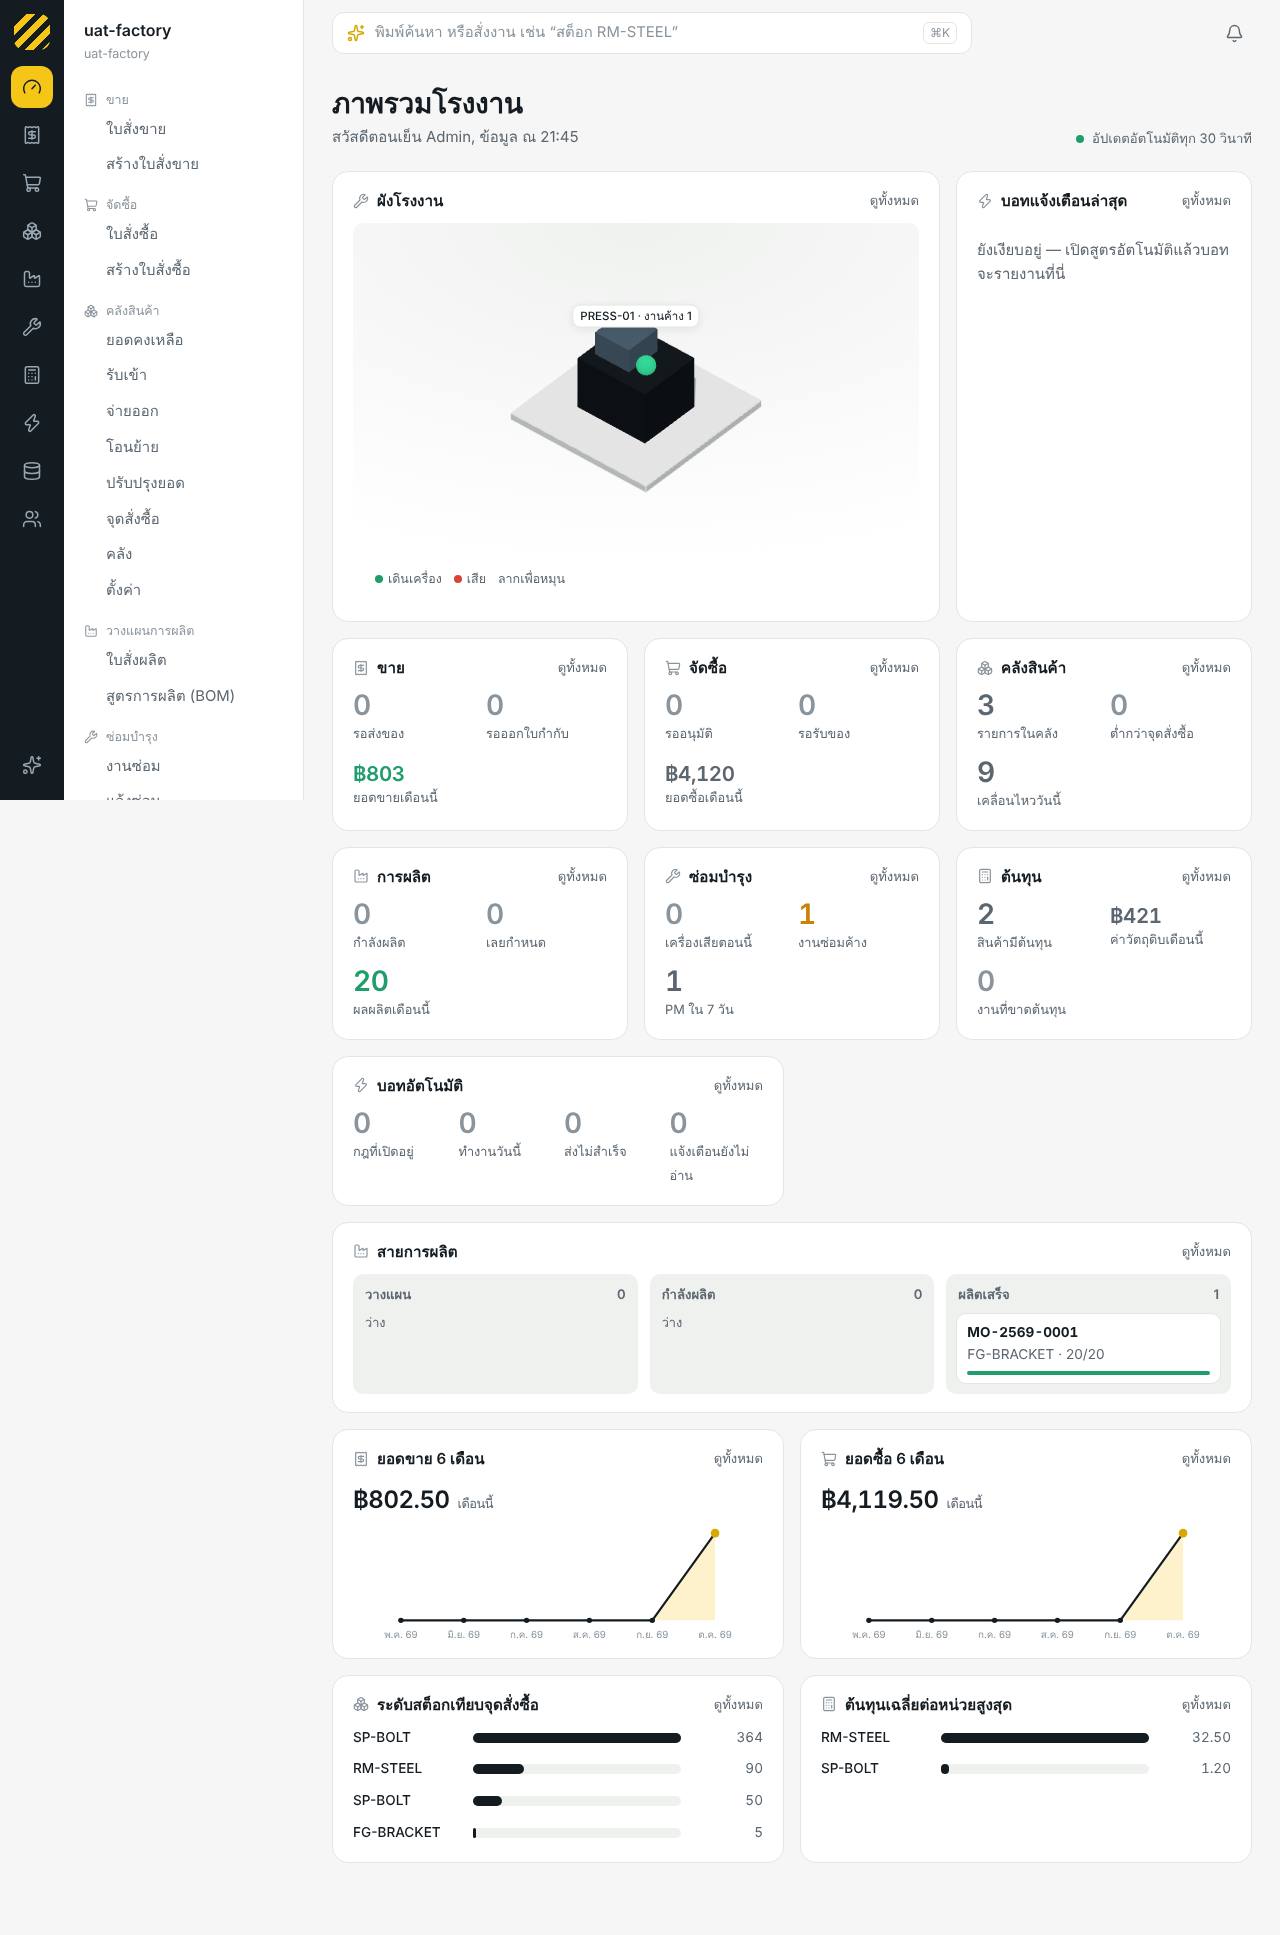 uat-factory
uat-factory
ขาย
ใบสั่งขาย
สร้างใบสั่งขาย
จัดซื้อ
ใบสั่งซื้อ
สร้างใบสั่งซื้อ
คลังสินค้า
ยอดคงเหลือ
รับเข้า
จ่ายออก
โอนย้าย
ปรับปรุงยอด
จุดสั่งซื้อ
คลัง
ตั้งค่า
วางแผนการผลิต
ใบสั่งผลิต
สูตรการผลิต (BOM)
ซ่อมบำรุง
งานซ่อม
พิมพ์ค้นหา หรือสั่งงาน เช่น “สต็อก RM-STEEL” ⌘K
ภาพรวมโรงงาน
สวัสดีตอนเย็น Admin, ข้อมูล ณ 21:45
อัปเดตอัตโนมัติทุก 30 วินาที
ผังโรงงาน ดูทั้งหมด
PRESS-01 · งานค้าง 1
เดินเครื่อง เสีย ลากเพื่อหมุน
บอทแจ้งเตือนล่าสุด ดูทั้งหมด
ยังเงียบอยู่ — เปิดสูตรอัตโนมัติแล้วบอท
จะรายงานที่นี่
ขาย ดูทั้งหมด
0 0
รอส่งของ รอออกใบกำกับ
฿803
ยอดขายเดือนนี้
จัดซื้อ ดูทั้งหมด
0 0
รออนุมัติ รอรับของ
฿4,120
ยอดซื้อเดือนนี้
คลังสินค้า ดูทั้งหมด
3 0
รายการในคลัง ต่ำกว่าจุดสั่งซื้อ
9
เคลื่อนไหววันนี้
การผลิต ดูทั้งหมด
0 0
กำลังผลิต เลยกำหนด
20
ผลผลิตเดือนนี้
ซ่อมบำรุง ดูทั้งหมด
0 1
เครื่องเสียตอนนี้ งานซ่อมค้าง
1
PM ใน 7 วัน
ต้นทุน ดูทั้งหมด
2 ฿421
สินค้ามีต้นทุน ค่าวัตถุดิบเดือนนี้
0
งานที่ขาดต้นทุน
บอทอัตโนมัติ ดูทั้งหมด
0 0 0 0
กฎที่เปิดอยู่ ทำงานวันนี้ ส่งไม่สำเร็จ แจ้งเตือนยังไม่
อ่าน
สายการผลิต ดูทั้งหมด
วางแผน 0
ว่าง
กำลังผลิต 0
ว่าง
ผลิตเสร็จ 1
MO-2569-0001
FG-BRACKET · 20/20
ยอดขาย 6 เดือน ดูทั้งหมด
฿802.50 เดือนนี้
พ.ค. 69 มิ.ย. 69 ก.ค. 69 ส.ค. 69 ก.ย. 69 ต.ค. 69
ยอดซื้อ 6 เดือน ดูทั้งหมด
฿4,119.50 เดือนนี้
พ.ค. 69 มิ.ย. 69 ก.ค. 69 ส.ค. 69 ก.ย. 69 ต.ค. 69
ระดับสต็อกเทียบจุดสั่งซื้อ ดูทั้งหมด
SP-BOLT 364
RM-STEEL 90
SP-BOLT 50
FG-BRACKET 5
ต้นทุนเฉลี่ยต่อหน่วยสูงสุด ดูทั้งหมด
RM-STEEL 32.50
SP-BOLT 1.20